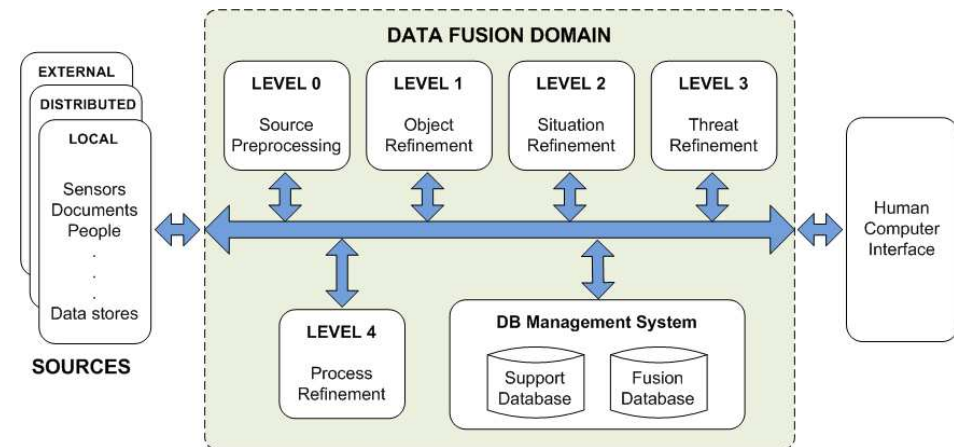 DATA FUSION DOMAIN
EXTERNAL
DISTRIBUTED
LOCAL
Sensors
Documents
People
.
.
.
Data stores
SOURCES
LEVEL 0
Source
Preprocessing
LEVEL 1
Object
Refinement
LEVEL 2
Situation
Refinement
LEVEL 3
Threat
Refinement
Human
Computer
Interface
LEVEL 4
Process
Refinement
DB Management System
Support
Database
Fusion
Database